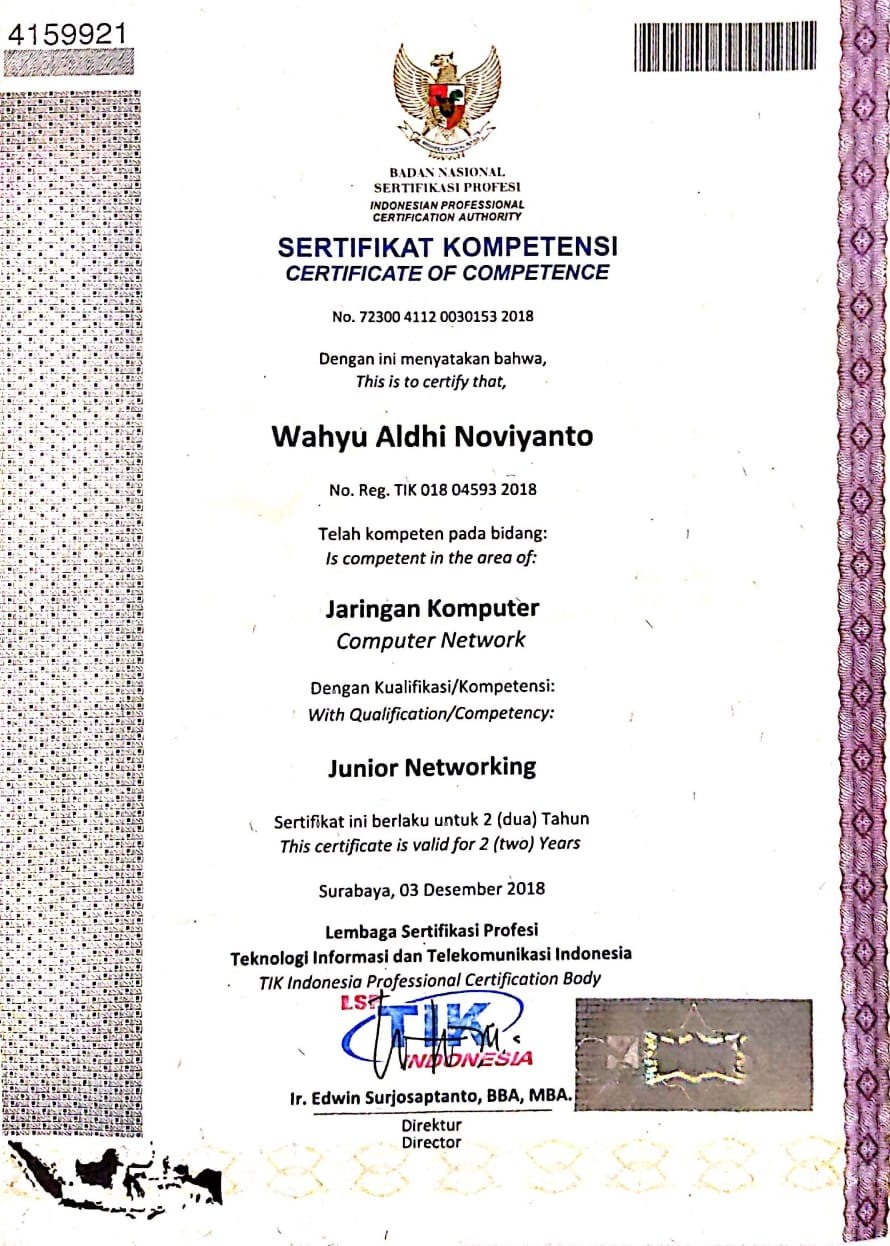 4159921
BADAN NASIONAL
SERTIFIKASI PROFESI
INDONESIAN PROFESSIONAL
CERTIFICATION AUTHORITY
SERTIFIKAT KOMPETENSI
CERTIFICATE OF COMPETENCE
No. 72300 4112 0030153 2018
Dengan ini menyatakan bahwa,
This is to certify that,
Wahyu Aldhi Noviyanto
No. Reg. TIK 018 04593 2018
Telah kompeten pada bidang:
Is competent in the area of:
Jaringan Komputer
Computer Network
Dengan Kualifikasi/Kompetensi:
With Qualification/Competency:
Junior Networking
Sertifikat ini berlaku untuk 2 (dua) Tahun
This certificate is valid for 2 (two) Years
Surabaya, 03 Desember 2018
Lembaga Sertifikasi Profesi
Teknologi Informasi dan Telekomunikasi Indonesia
TIK Indonesia Professional Certification Body
LSP TIK
INDONESIA
Ir. Edwin Surjosaptanto, BBA, MBA.
Direktur
Director